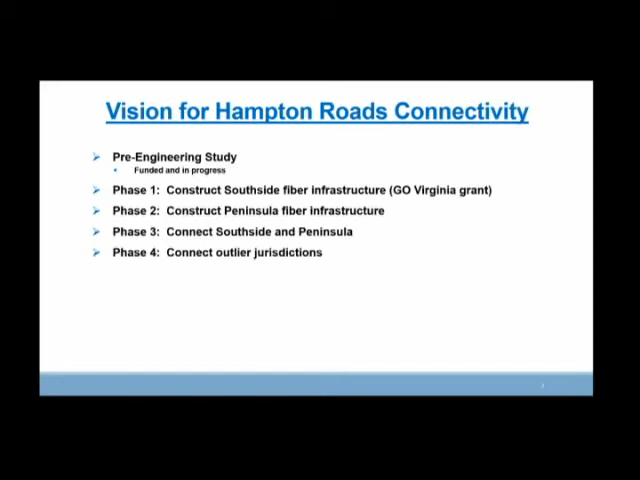 Vision for Hampton Roads Connectivity
Pre-Engineering Study
Funded and in progress
Phase 1: Construct Southside fiber infrastructure (GO Virginia grant)
Phase 2: Construct Peninsula fiber infrastructure
Phase 3: Connect Southside and Peninsula
Phase 4: Connect outlier jurisdictions